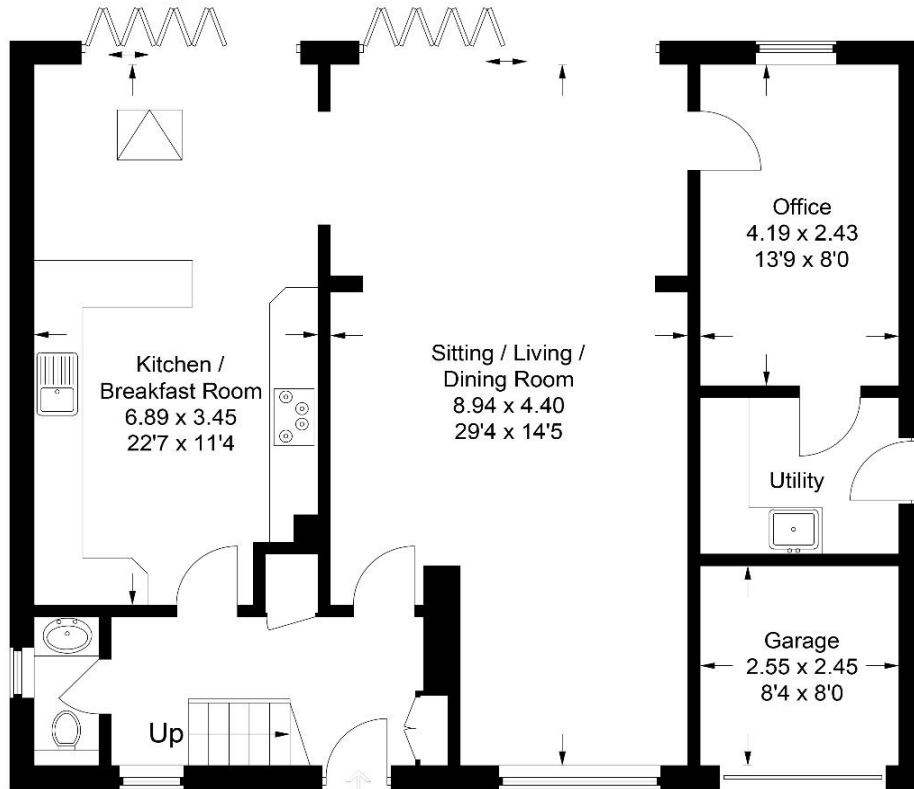 Office
4.19 x 2.43
13'9 x 8'0
Kitchen /
Breakfast Room
6.89 x 3.45
22'7 x 11'4
Sitting / Living /
Dining Room
8.94 x 4.40
29'4 x 14'5
Utility
Garage
2.55 x 2.45
8'4 x 8'0
Up